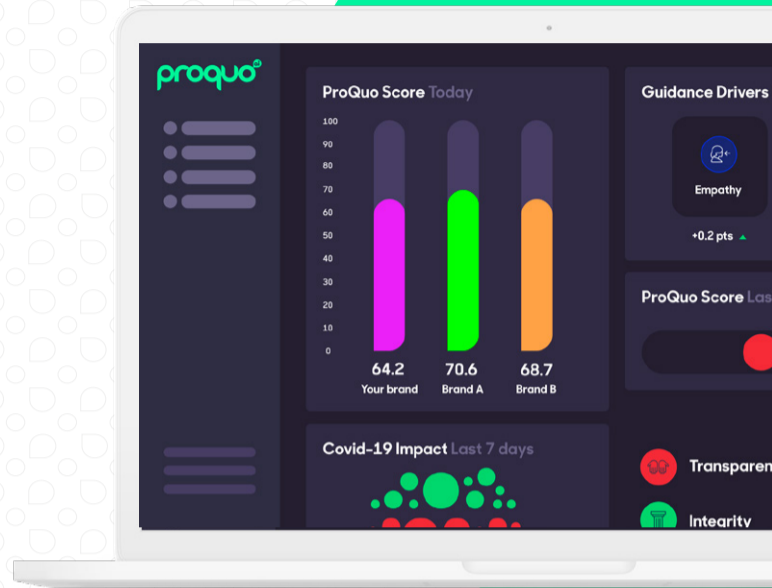 proquo
ProQuo Score Today
100
90
80
70
60
50
40
30
20
10
0
64.2
70.6
68.7
Your brand
Brand A
Brand B
Guidance Drivers
Empathy
+0.2 pts
ProQuo Score Las
Covid-19 Impact Last 7 days
Transparen
Integrity